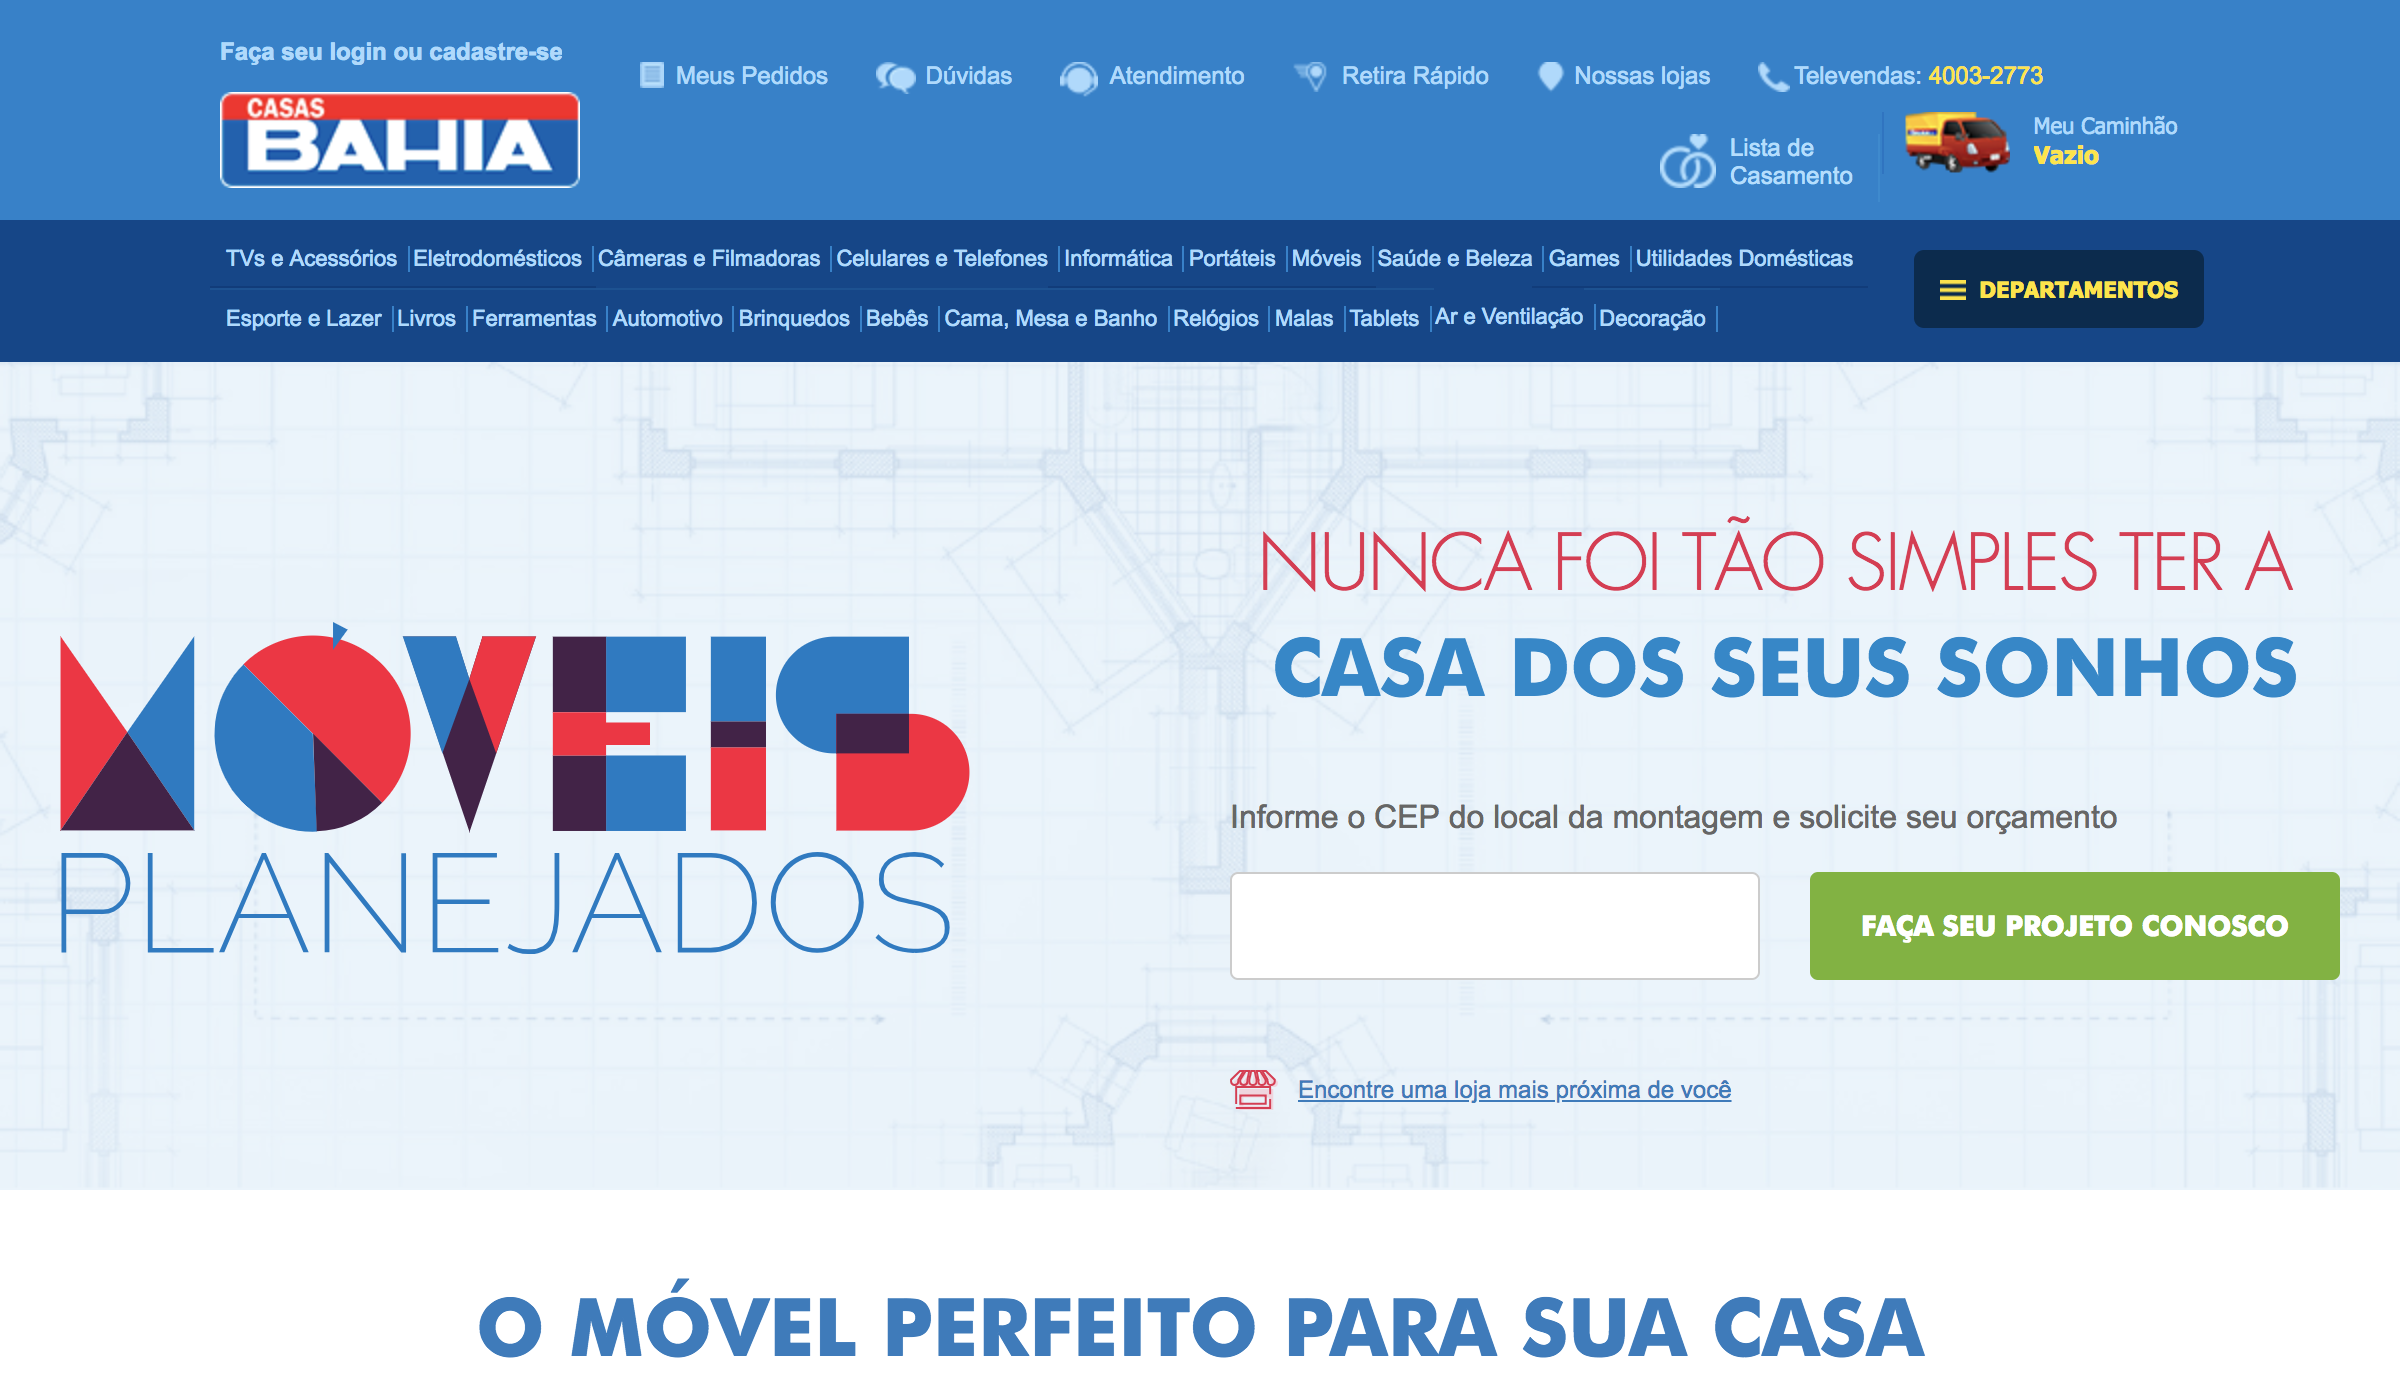 Faça seu login ou cadastre-se
Meus Pedidos
Dúvidas
Atendimento
Retira Rápido
Nossas lojas
Televendas: 4003-2773
CASAS
BAHIA
Lista de
Casamento
Meu Caminhão
Vazio
TVs e Acessórios
Eletrodomésticos
Câmeras e Filmadoras
Celulares e Telefones
Informática
Portáteis
Móveis
Saúde e Beleza
Games
Utilidades Domésticas
Esporte e Lazer
Livros
Ferramentas
Automotivo
Brinquedos
Bebês
Cama, Mesa e Banho
Relógios
Malas
Tablets
Ar e Ventilação
Decoração
DEPARTAMENTOS
MÓVEIS
PLANEJADOS
NUNCA FOI TÃO SIMPLES TER A
CASA DOS SEUS SONHOS
Informe o CEP do local da montagem e solicite seu orçamento
FAÇA SEU PROJETO CONOSCO
Encontre uma loja mais próxima de você
O MÓVEL PERFEITO PARA SUA CASA